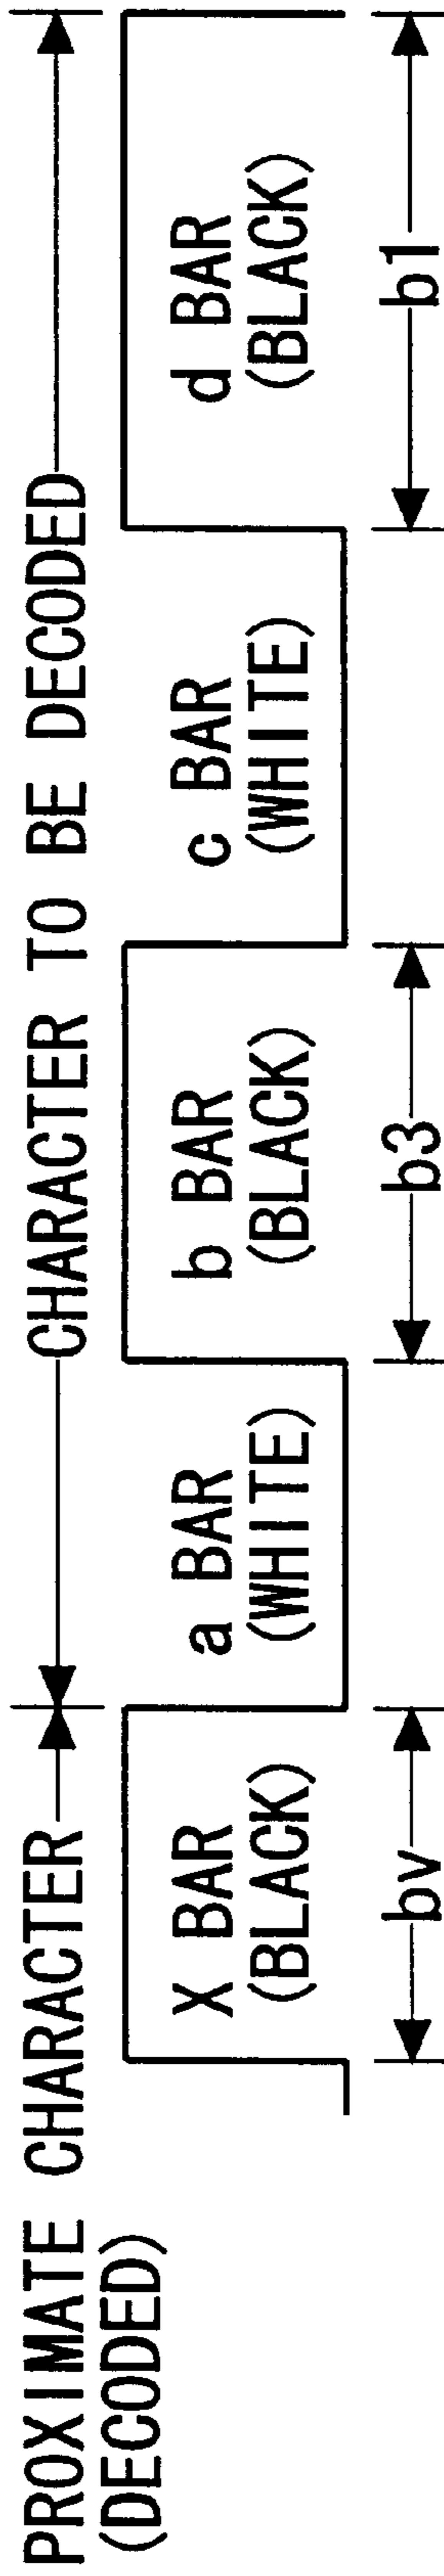 PROXIMATE CHARACTER
(DECODED)
CHARACTER TO BE DECODED
X BAR
(BLACK)
a BAR
(WHITE)
b BAR
(BLACK)
c BAR
(WHITE)
d BAR
(BLACK)
bv
b3
b1